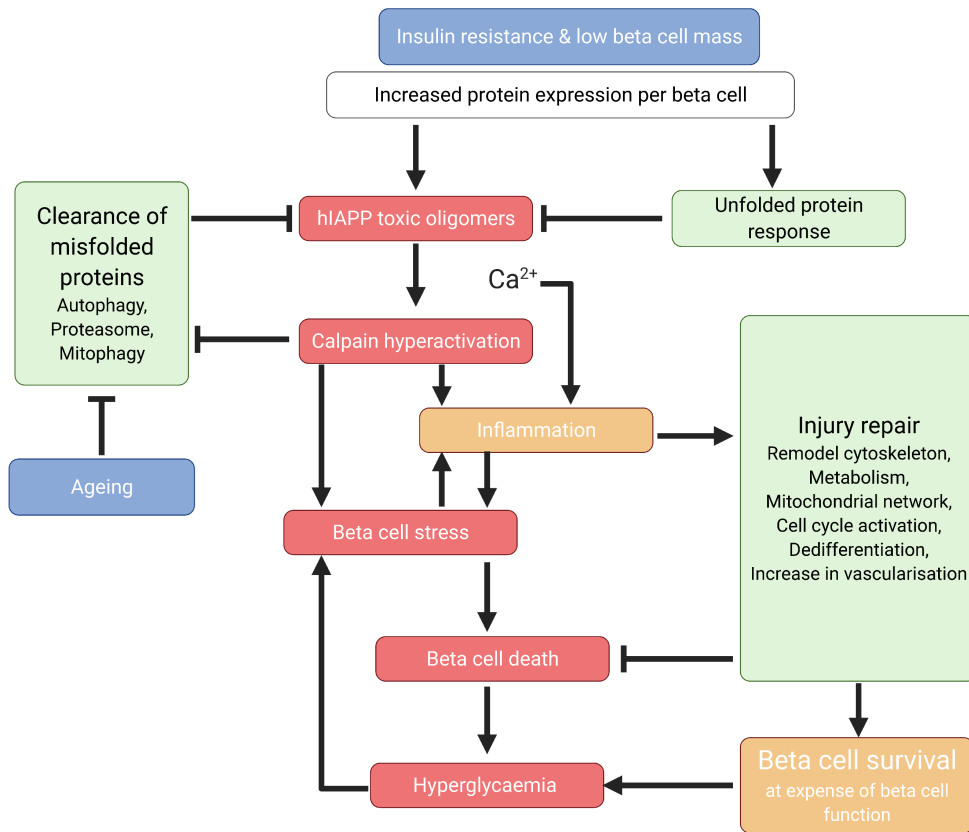 Insulin resistance & low beta cell mass
Increased protein expression per beta cell
Clearance of
misfolded
proteins
Autophagy,
Proteasome,
Mitophagy
hIAPP toxic oligomers
Unfolded protein
response
Ca²⁺
Calpain hyperactivation
Inflammation
Injury repair
Remodel cytoskeleton,
Metabolism,
Mitochondrial network,
Cell cycle activation,
Dedifferentiation,
Increase in vascularisation
Ageing
Beta cell stress
Beta cell death
Beta cell survival
at expense of beta cell
function
Hyperglycaemia